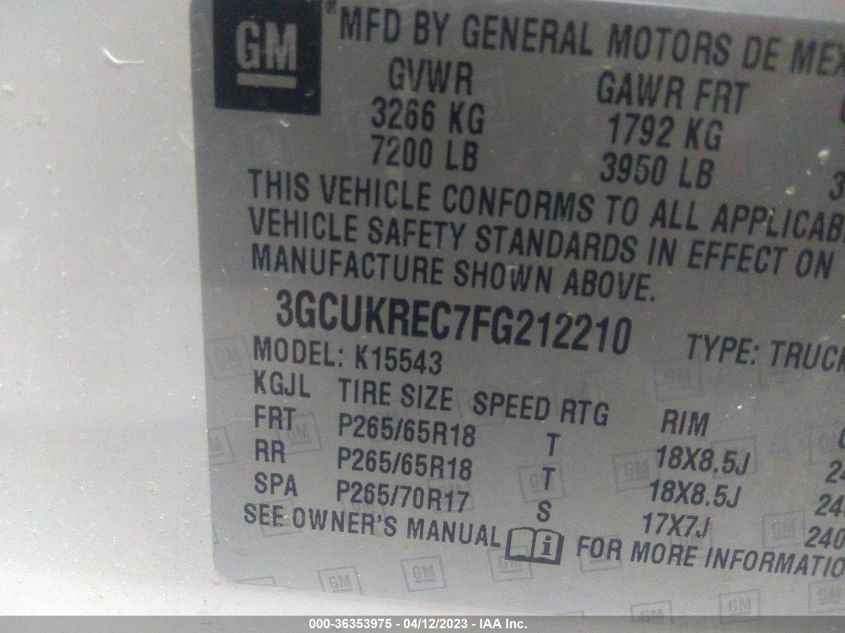 GM ® MFD BY GENERAL MOTORS DE MEX
GVWR GAWR FRT
3266 KG 1792 KG
7200 LB 3950 LB 3
THIS VEHICLE CONFORMS TO ALL APPLICAB
VEHICLE SAFETY STANDARDS IN EFFECT ON
MANUFACTURE SHOWN ABOVE.
3GCUKREC7FG212210 TYPE: TRUCK
MODEL: K15543
KGJL TIRE SIZE SPEED RTG RIM
FRT P265/65R18 T 18X8.5J
RR P265/65R18 T 18X8.5J 24
SPA P265/70R17 S 17X7J 240
SEE OWNER'S MANUAL i FOR MORE INFORMATIO
000-36353975 - 04/12/2023 - IAA Inc.